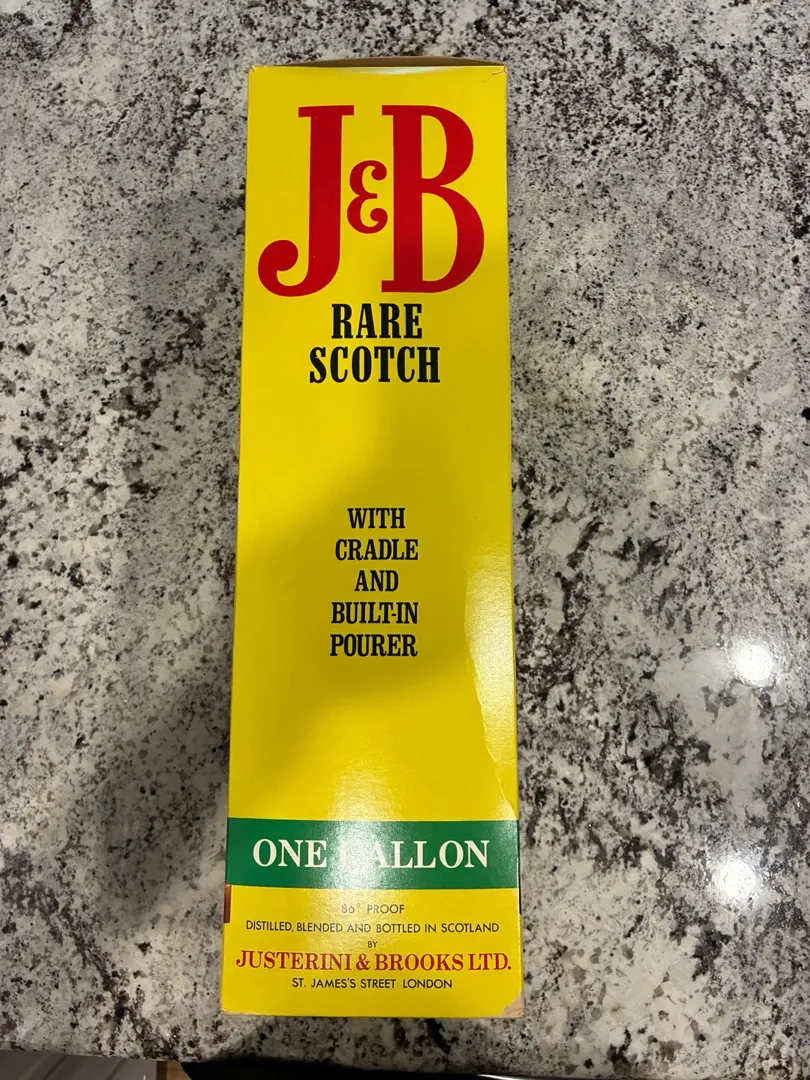 J&B
RARE
SCOTCH
WITH
CRADLE
AND
BUILT-IN
POURER
ONE GALLON
86° PROOF
DISTILLED, BLENDED AND BOTTLED IN SCOTLAND
BY
JUSTERINI & BROOKS LTD.
ST. JAMES'S STREET LONDON